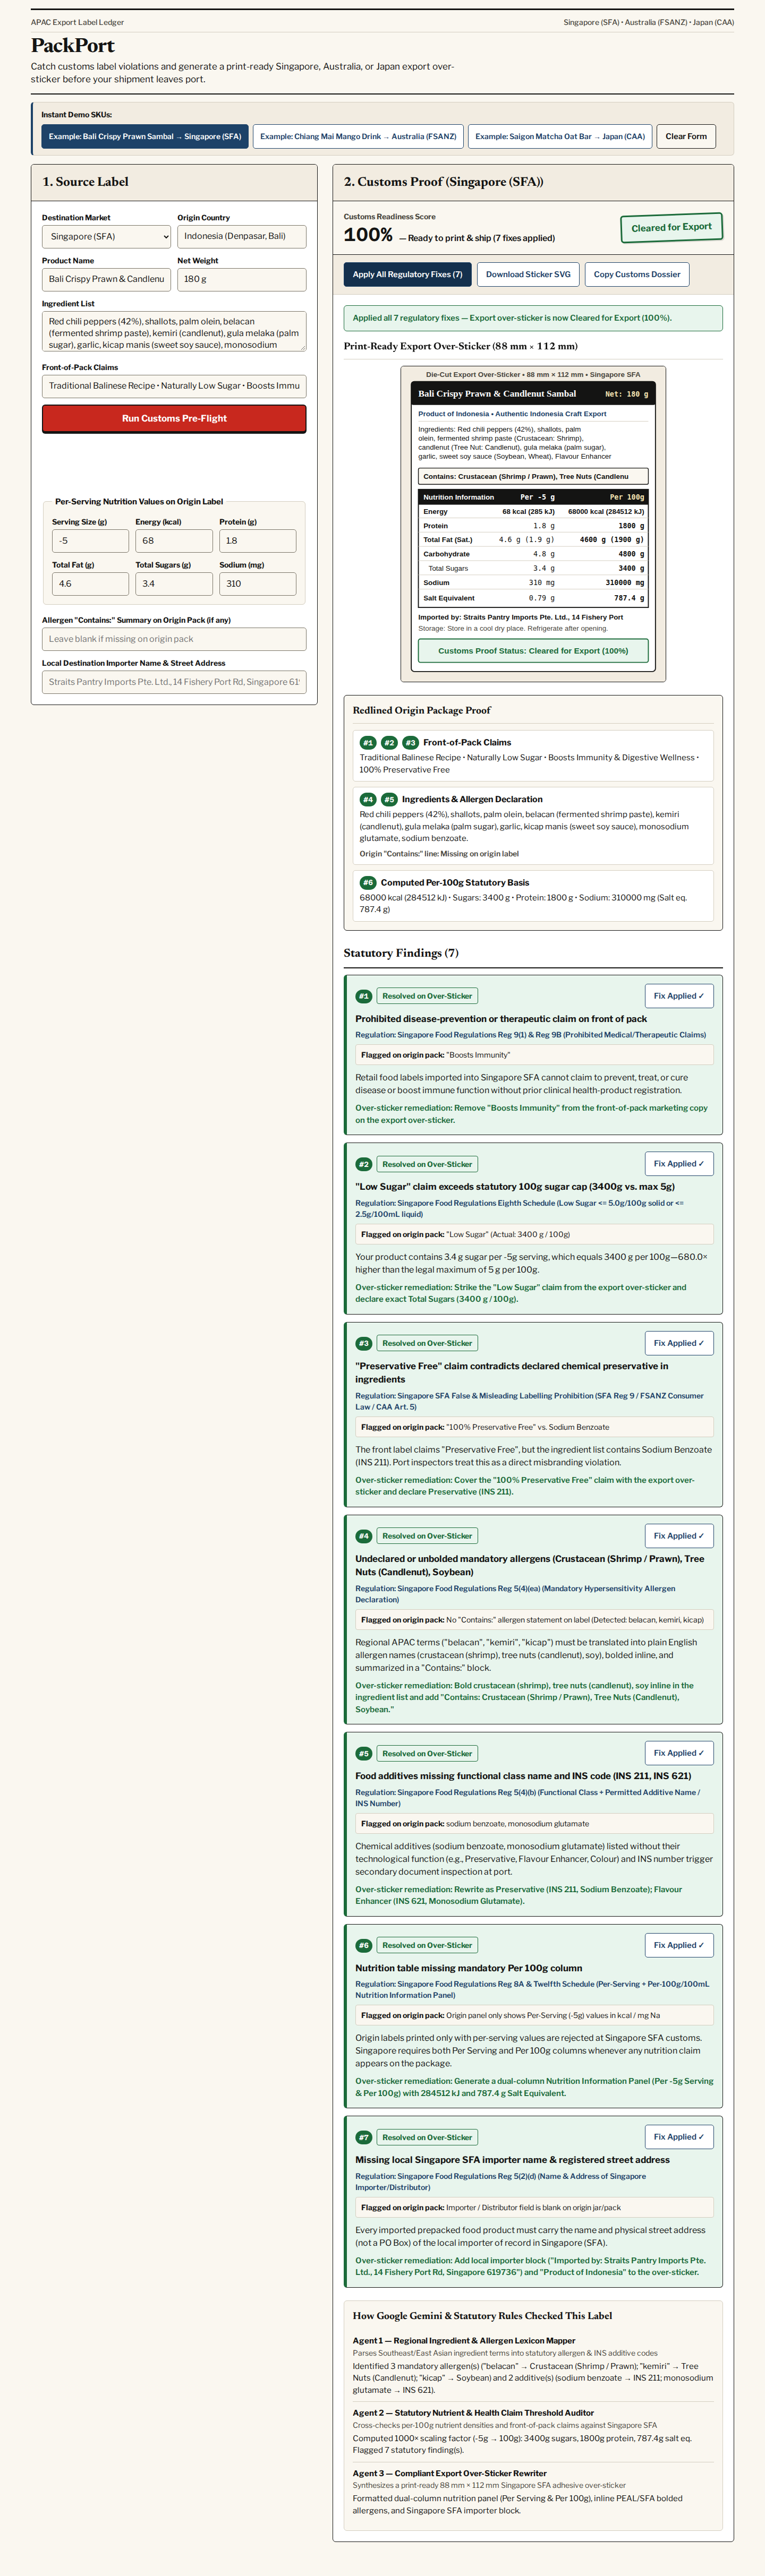 APAC Export Label Ledger
Singapore (SFA) • Australia (FSANZ) • Japan (CAA)
PackPort
Catch customs label violations and generate a print-ready Singapore, Australia, or Japan export over-
sticker before your shipment leaves port.
Instant Demo SKUs:
Example: Bali Crispy Prawn Sambal → Singapore (SFA)
Example: Chiang Mai Mango Drink → Australia (FSANZ)
Example: Saigon Matcha Oat Bar → Japan (CAA)
Clear Form
1. Source Label
Destination Market
Origin Country
Singapore (SFA)
Indonesia (Denpasar, Bali)
Product Name
Net Weight
Bali Crispy Prawn & Candlenu
180 g
Ingredient List
Red chili peppers (42%), shallots, palm olein, belacan
(fermented shrimp paste), kemiri (candlenut), gula melaka (palm
sugar), garlic, kicap manis (sweet soy sauce), monosodium
Front-of-Pack Claims
Traditional Balinese Recipe • Naturally Low Sugar • Boosts Immu
Run Customs Pre-Flight
Per-Serving Nutrition Values on Origin Label
Serving Size (g)
Energy (kcal)
Protein (g)
-5
68
1.8
Total Fat (g)
Total Sugars (g)
Sodium (mg)
4.6
3.4
310
Allergen "Contains:" Summary on Origin Pack (if any)
Leave blank if missing on origin pack
Local Destination Importer Name & Street Address
Straits Pantry Imports Pte. Ltd., 14 Fishery Port Rd, Singapore 61
2. Customs Proof (Singapore (SFA))
Customs Readiness Score
100% — Ready to print & ship (7 fixes applied)
Cleared for Export
Apply All Regulatory Fixes (7)
Download Sticker SVG
Copy Customs Dossier
Applied all 7 regulatory fixes — Export over-sticker is now Cleared for Export (100%).
Print-Ready Export Over-Sticker (88 mm × 112 mm)
Die-Cut Export Over-Sticker • 88 mm × 112 mm • Singapore SFA
Bali Crispy Prawn & Candlenut Sambal
Net: 180 g
Product of Indonesia • Authentic Indonesia Craft Export
Ingredients: Red chili peppers (42%), shallots, palm
olein, fermented shrimp paste (Crustacean: Shrimp),
candlenut (Tree Nut: Candlenut), gula melaka (palm sugar),
garlic, sweet soy sauce (Soybean, Wheat), Flavour Enhancer
Contains: Crustacean (Shrimp / Prawn), Tree Nuts (Candlenu
Nutrition Information Per -5 g Per 100g
Energy 68 kcal (285 kJ) 68000 kcal (284512 kJ)
Protein 1.8 g 1800 g
Total Fat (Sat.) 4.6 g (1.9 g) 4600 g (1900 g)
Carbohydrate 4.8 g 4800 g
Total Sugars 3.4 g 3400 g
Sodium 310 mg 310000 mg
Salt Equivalent 0.79 g 787.4 g
Imported by: Straits Pantry Imports Pte. Ltd., 14 Fishery Port
Storage: Store in a cool dry place. Refrigerate after opening.
Customs Proof Status: Cleared for Export (100%)
Redlined Origin Package Proof
#1 #2 #3 Front-of-Pack Claims
Traditional Balinese Recipe • Naturally Low Sugar • Boosts Immunity & Digestive Wellness •
100% Preservative Free
#4 #5 Ingredients & Allergen Declaration
Red chili peppers (42%), shallots, palm olein, belacan (fermented shrimp paste), kemiri
(candlenut), gula melaka (palm sugar), garlic, kicap manis (sweet soy sauce), monosodium
glutamate, sodium benzoate.
Origin "Contains:" line: Missing on origin label
#6 Computed Per-100g Statutory Basis
68000 kcal (284512 kJ) • Sugars: 3400 g • Protein: 1800 g • Sodium: 310000 mg (Salt eq.
787.4 g)
Statutory Findings (7)
#1 Resolved on Over-Sticker
Fix Applied ✓
Prohibited disease-prevention or therapeutic claim on front of pack
Regulation: Singapore Food Regulations Reg 9(1) & Reg 9B (Prohibited Medical/Therapeutic Claims)
Flagged on origin pack: "Boosts Immunity"
Retail food labels imported into Singapore SFA cannot claim to prevent, treat, or cure
disease or boost immune function without prior clinical health-product registration.
Over-sticker remediation: Remove "Boosts Immunity" from the front-of-pack marketing copy
on the export over-sticker.
#2 Resolved on Over-Sticker
Fix Applied ✓
"Low Sugar" claim exceeds statutory 100g sugar cap (3400g vs. max 5g)
Regulation: Singapore Food Regulations Eighth Schedule (Low Sugar <= 5.0g/100g solid or <=
2.5g/100mL liquid)
Flagged on origin pack: "Low Sugar" (Actual: 3400 g / 100g)
Your product contains 3.4 g sugar per -5g serving, which equals 3400 g per 100g—680.0×
higher than the legal maximum of 5 g per 100g.
Over-sticker remediation: Strike the "Low Sugar" claim from the export over-sticker and
declare exact Total Sugars (3400 g / 100g).
#3 Resolved on Over-Sticker
Fix Applied ✓
"Preservative Free" claim contradicts declared chemical preservative in
ingredients
Regulation: Singapore SFA False & Misleading Labelling Prohibition (SFA Reg 9 / FSANZ Consumer
Law / CAA Art. 5)
Flagged on origin pack: "100% Preservative Free" vs. Sodium Benzoate
The front label claims "Preservative Free", but the ingredient list contains Sodium Benzoate
(INS 211). Port inspectors treat this as a direct misbranding violation.
Over-sticker remediation: Cover the "100% Preservative Free" claim with the export over-
sticker and declare Preservative (INS 211).
#4 Resolved on Over-Sticker
Fix Applied ✓
Undeclared or unbolded mandatory allergens (Crustacean (Shrimp / Prawn), Tree
Nuts (Candlenut), Soybean)
Regulation: Singapore Food Regulations Reg 5(4)(ea) (Mandatory Hypersensitivity Allergen
Declaration)
Flagged on origin pack: No "Contains:" allergen statement on label (Detected: belacan, kemiri, kicap)
Regional APAC terms ("belacan", "kemiri", "kicap") must be translated into plain English
allergen names (crustacean (shrimp), tree nuts (candlenut), soy), bolded inline, and
summarized in a "Contains:" block.
Over-sticker remediation: Bold crustacean (shrimp), tree nuts (candlenut), soy inline in the
ingredient list and add "Contains: Crustacean (Shrimp / Prawn), Tree Nuts (Candlenut),
Soybean."
#5 Resolved on Over-Sticker
Fix Applied ✓
Food additives missing functional class name and INS code (INS 211, INS 621)
Regulation: Singapore Food Regulations Reg 5(4)(b) (Functional Class + Permitted Additive Name /
INS Number)
Flagged on origin pack: sodium benzoate, monosodium glutamate
Chemical additives (sodium benzoate, monosodium glutamate) listed without their
technological function (e.g., Preservative, Flavour Enhancer, Colour) and INS number trigger
secondary document inspection at port.
Over-sticker remediation: Rewrite as Preservative (INS 211, Sodium Benzoate); Flavour
Enhancer (INS 621, Monosodium Glutamate).
#6 Resolved on Over-Sticker
Fix Applied ✓
Nutrition table missing mandatory Per 100g column
Regulation: Singapore Food Regulations Reg 8A & Twelfth Schedule (Per-Serving + Per-100g/100mL
Nutrition Information Panel)
Flagged on origin pack: Origin panel only shows Per-Serving (-5g) values in kcal / mg Na
Origin labels printed only with per-serving values are rejected at Singapore SFA customs.
Singapore requires both Per Serving and Per 100g columns whenever any nutrition claim
appears on the package.
Over-sticker remediation: Generate a dual-column Nutrition Information Panel (Per -5g Serving
& Per 100g) with 284512 kJ and 787.4 g Salt Equivalent.
#7 Resolved on Over-Sticker
Fix Applied ✓
Missing local Singapore SFA importer name & registered street address
Regulation: Singapore Food Regulations Reg 5(2)(d) (Name & Address of Singapore
Importer/Distributor)
Flagged on origin pack: Importer / Distributor field is blank on origin jar/pack
Every imported prepacked food product must carry the name and physical street address
(not a PO Box) of the local importer of record in Singapore (SFA).
Over-sticker remediation: Add local importer block ("Imported by: Straits Pantry Imports Pte.
Ltd., 14 Fishery Port Rd, Singapore 619736") and "Product of Indonesia" to the over-sticker.
How Google Gemini & Statutory Rules Checked This Label
Agent 1 — Regional Ingredient & Allergen Lexicon Mapper
Parses Southeast/East Asian ingredient terms into statutory allergen & INS additive codes
Identified 3 mandatory allergen(s) ("belacan" → Crustacean (Shrimp / Prawn); "kemiri" → Tree
Nuts (Candlenut); "kicap" → Soybean) and 2 additive(s) (sodium benzoate → INS 211; monosodium
glutamate → INS 621).
Agent 2 — Statutory Nutrient & Health Claim Threshold Auditor
Cross-checks per-100g nutrient densities and front-of-pack claims against Singapore SFA
Computed 1000× scaling factor (-5g → 100g): 3400g sugars, 1800g protein, 787.4g salt eq.
Flagged 7 statutory finding(s).
Agent 3 — Compliant Export Over-Sticker Rewriter
Synthesizes a print-ready 88 mm × 112 mm Singapore SFA adhesive over-sticker
Formatted dual-column nutrition panel (Per Serving & Per 100g), inline PEAL/SFA bolded
allergens, and Singapore SFA importer block.